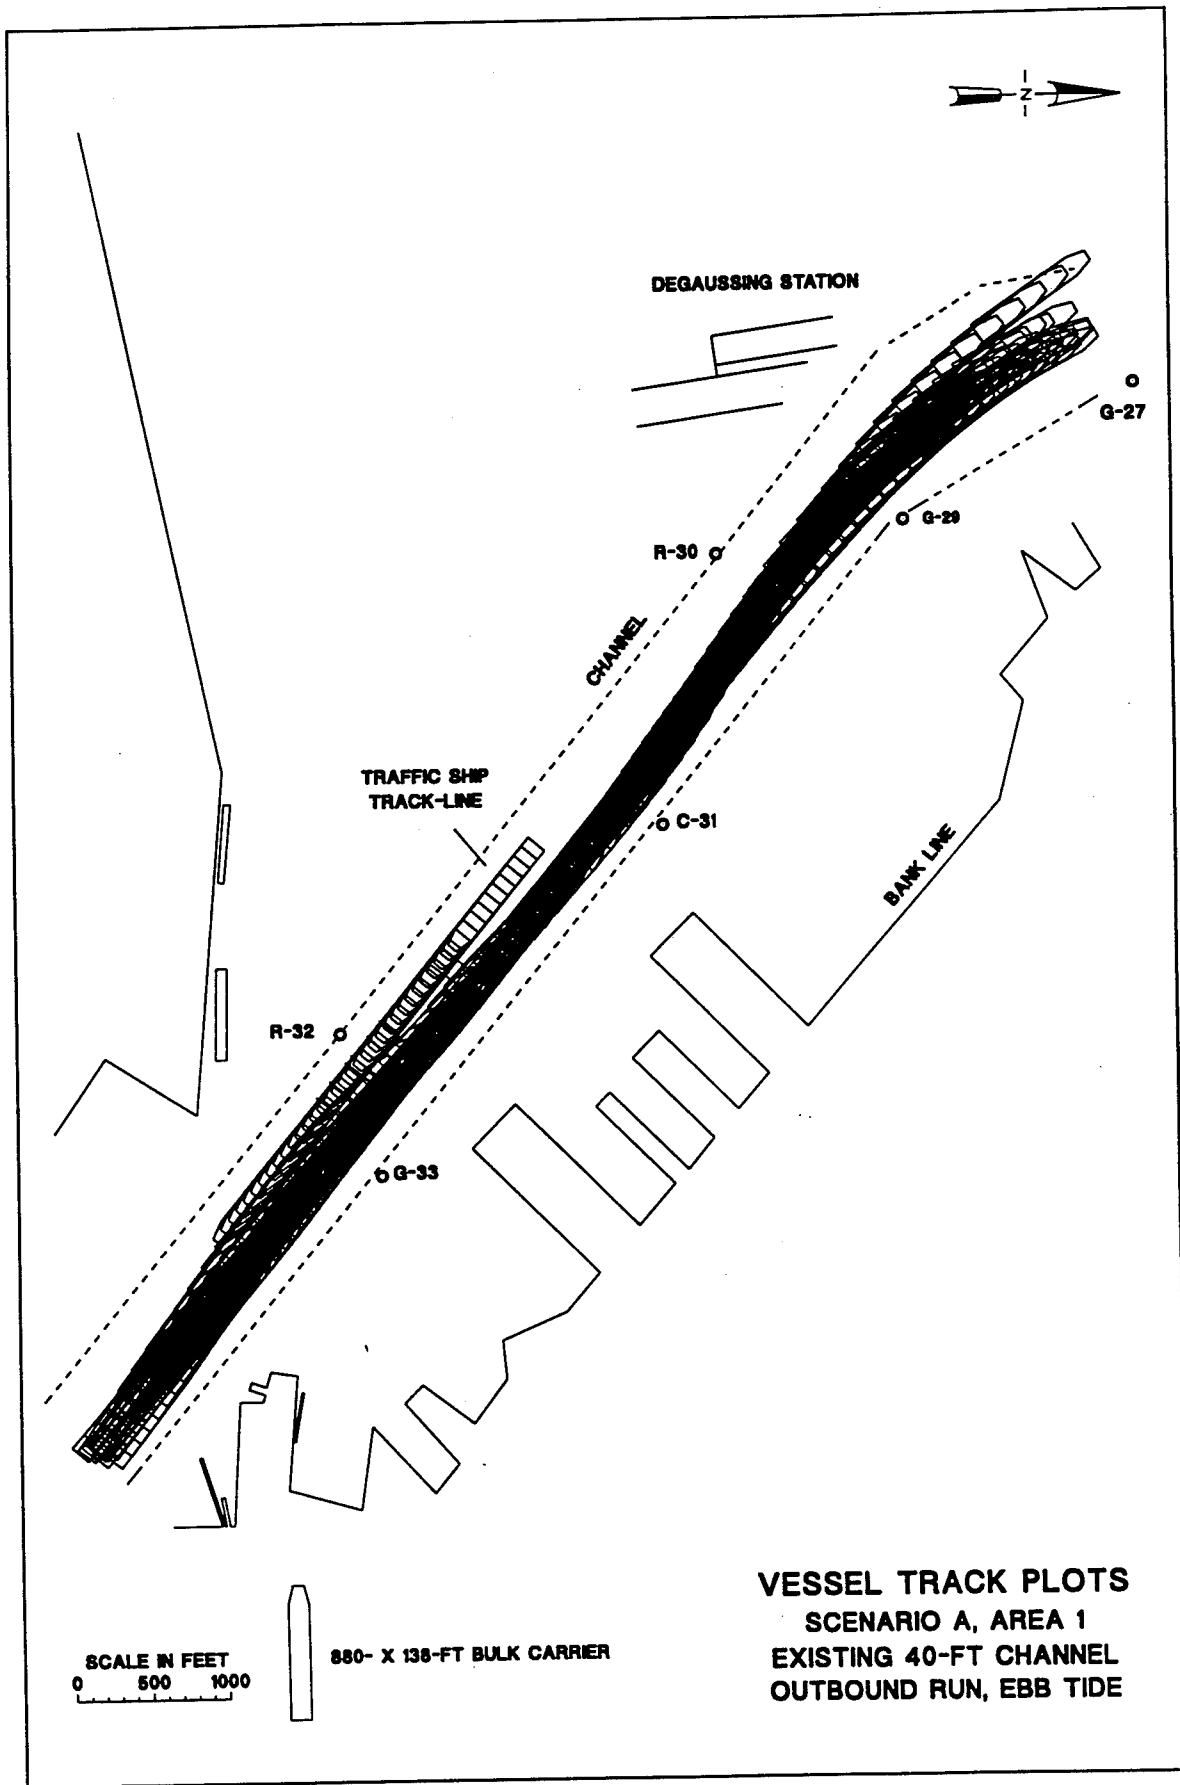 N
DEGAUSSING STATION
G-27
G-29
R-30
CHANNEL
TRAFFIC SHIP
TRACK-LINE
C-31
BANK LINE
R-32
G-33
VESSEL TRACK PLOTS
SCENARIO A, AREA 1
EXISTING 40-FT CHANNEL
OUTBOUND RUN, EBB TIDE
880- X 138-FT BULK CARRIER
SCALE IN FEET
0 500 1000